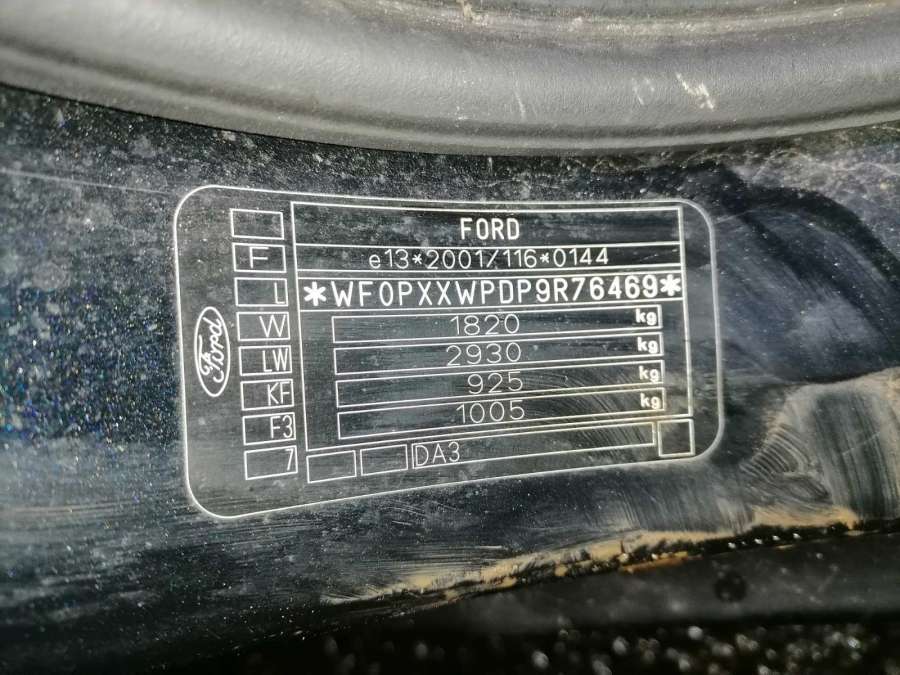 FORD
F e13*2001/116*0144
L *WF0PXXWPDP9R76469*
W 1820 kg
LW 2930 kg
KF 925 kg
F3 1005 kg
7 DA3
Ford